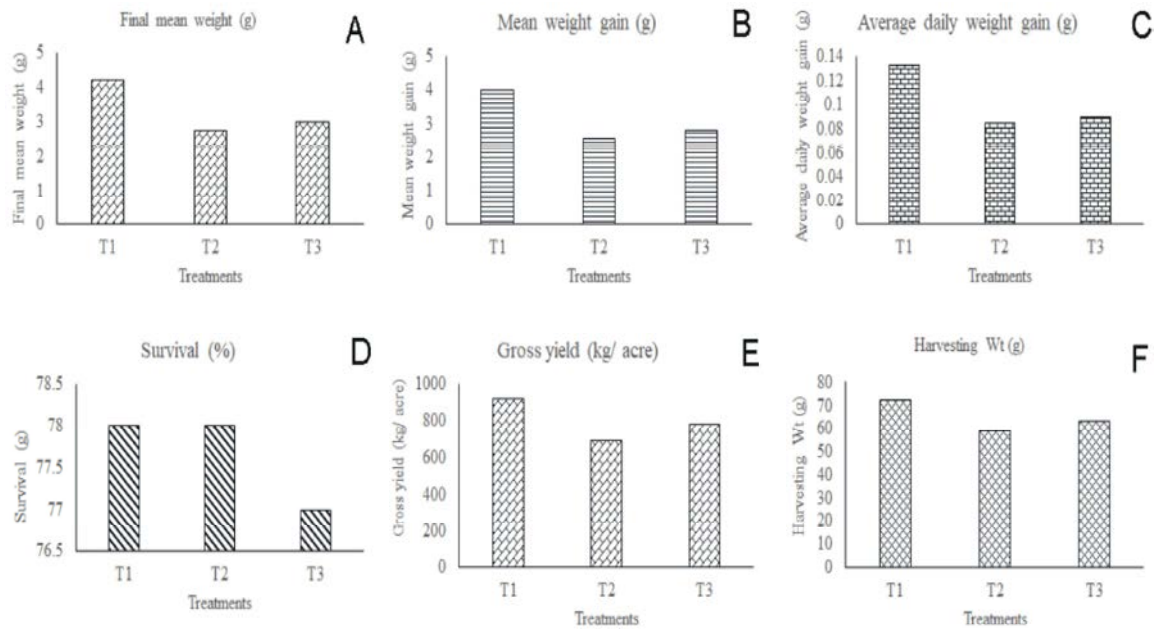 Final mean weight (g)
A
Final mean weight (g)
5
4
3
2
1
0
T1 T2 T3
Treatments
Mean weight gain (g)
B
Mean weight gain (g)
5
4
3
2
1
0
T1 T2 T3
Treatments
Average daily weight gain (g)
C
Average daily weight gain (g)
0.14
0.12
0.1
0.08
0.06
0.04
0.02
0
T1 T2 T3
Treatments
Survival (%)
D
Survival (g)
78.5
78
77.5
77
76.5
T1 T2 T3
Treatments
Gross yield (kg/ acre)
E
Gross yield (kg/ acre)
1000
800
600
400
200
0
T1 T2 T3
Treatments
Harvesting Wt (g)
F
Harvesting Wt (g)
80
70
60
50
40
30
20
10
0
T1 T2 T3
Treatments